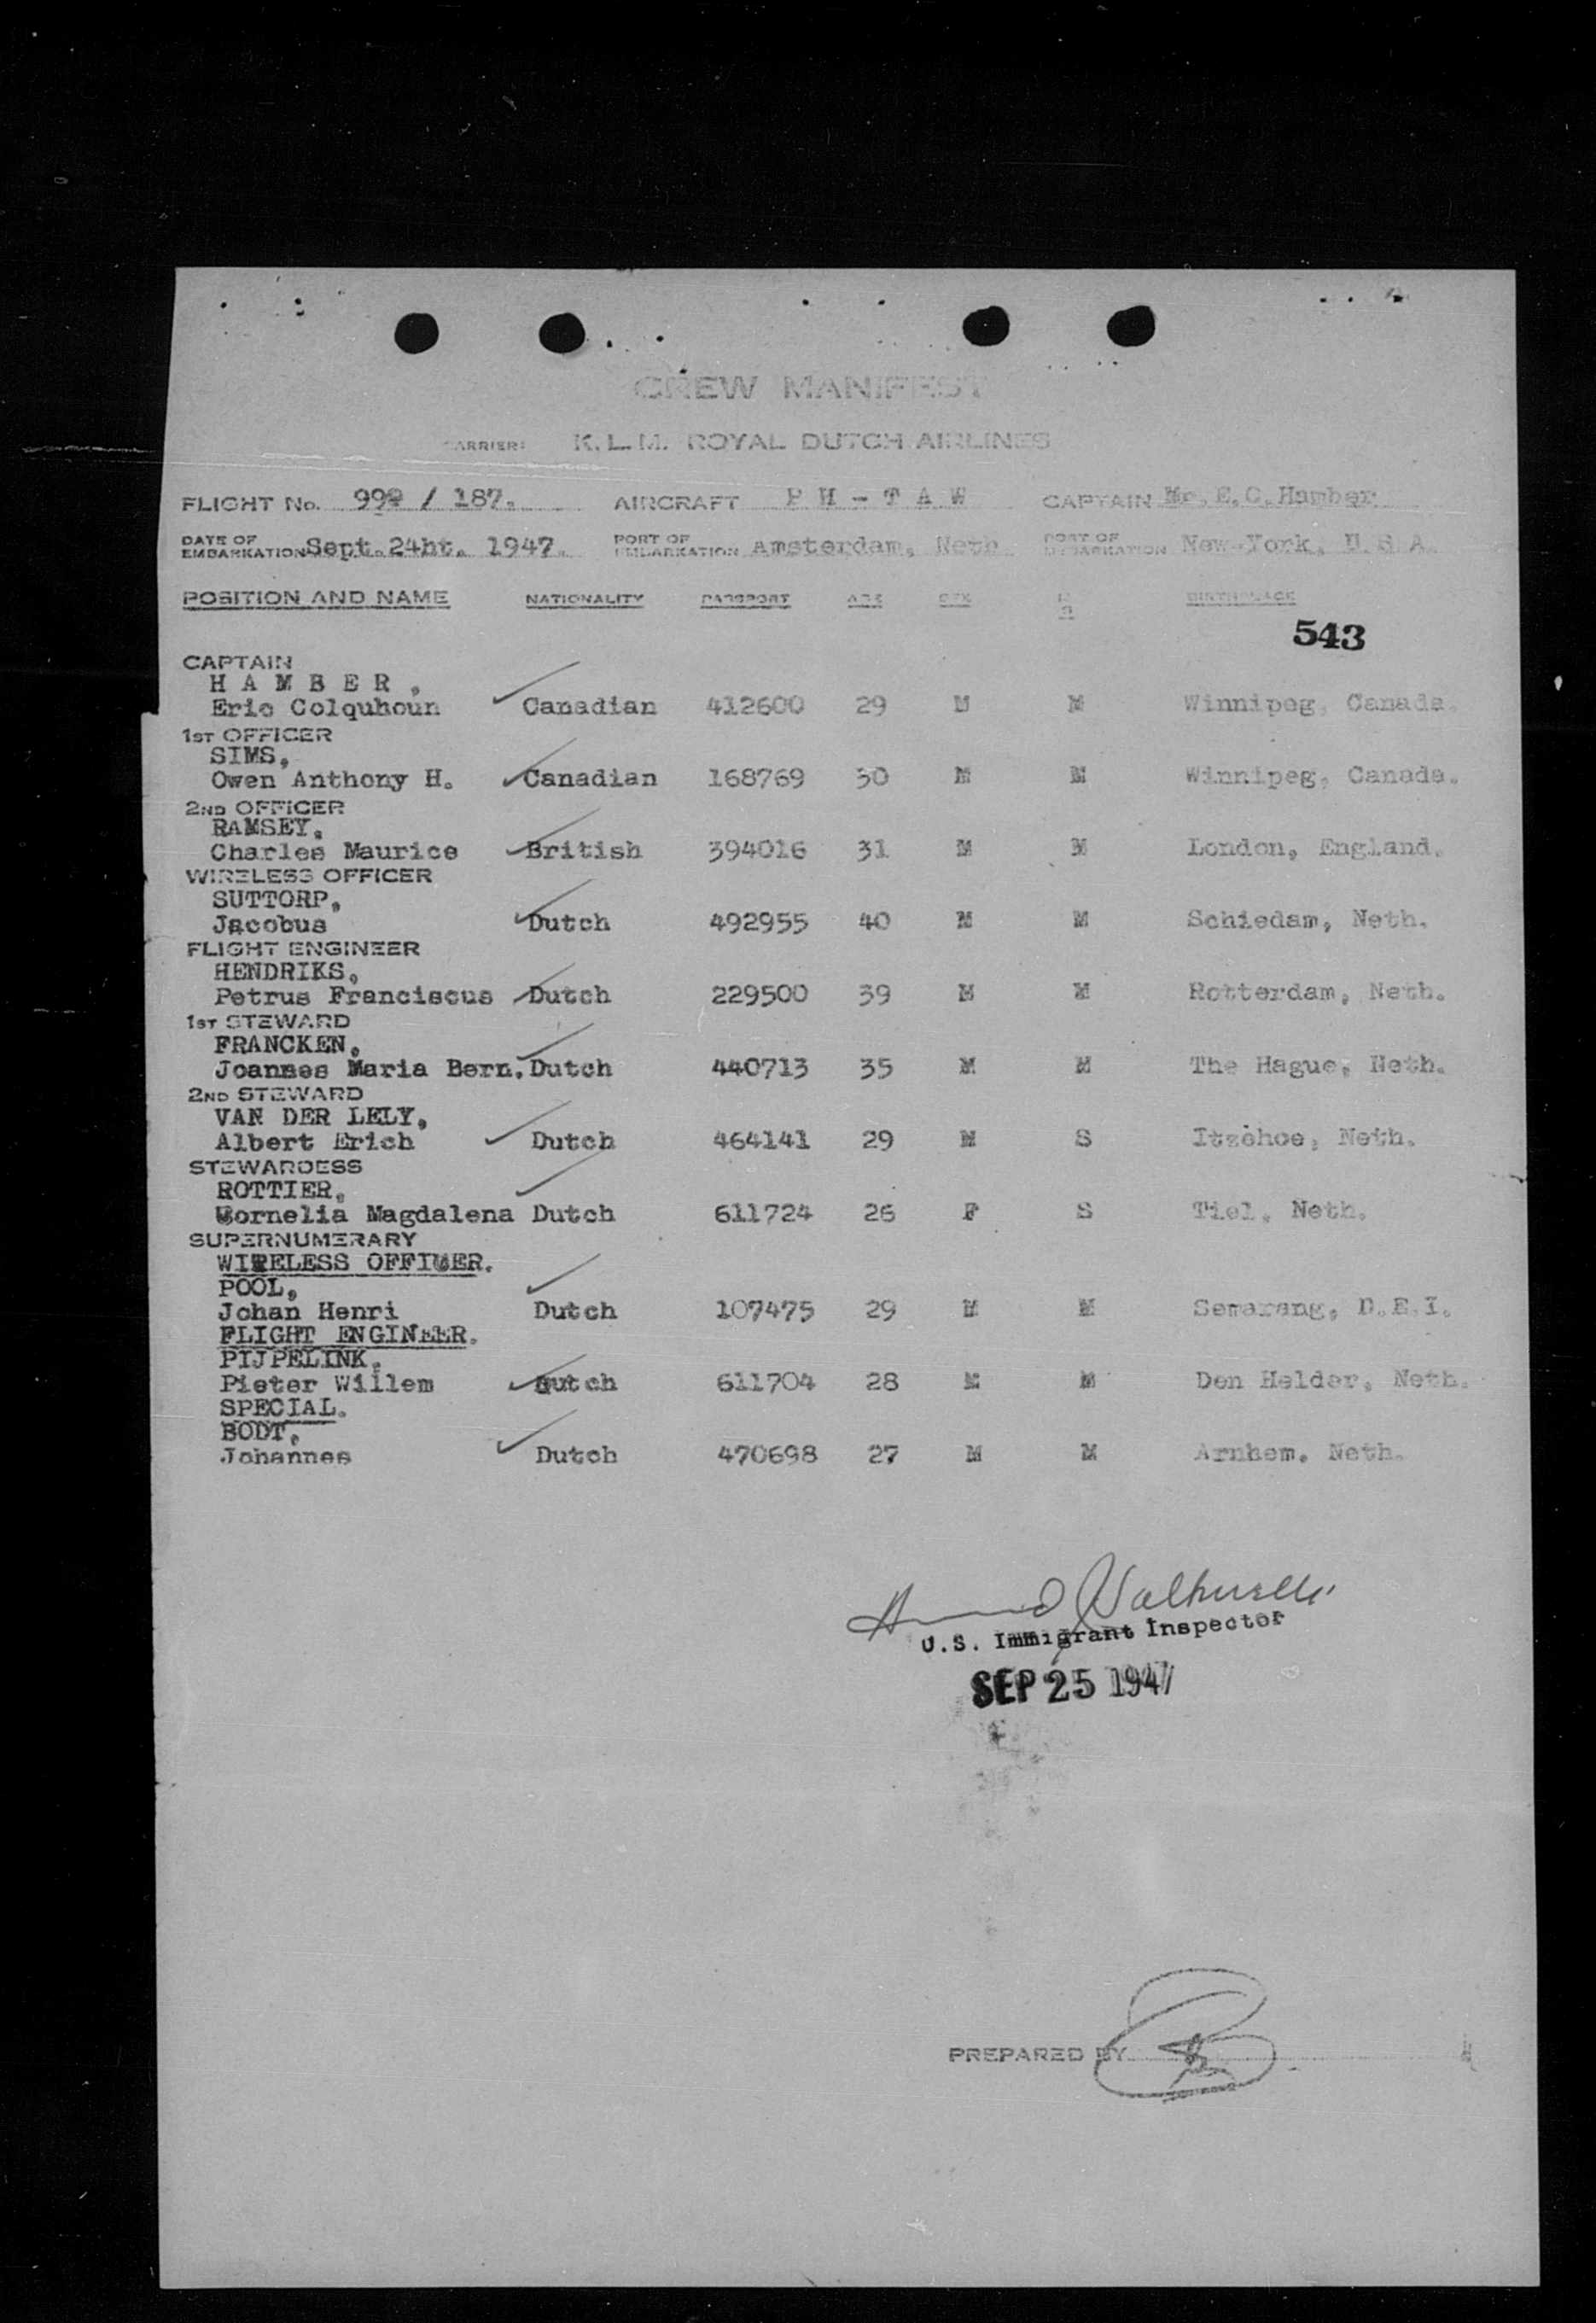 CREW MANIFEST
CARRIER: K.L.M. ROYAL DUTCH AIRLINES
FLIGHT No. 999 / 187. AIRCRAFT P H - T A W CAPTAIN Mr. E.C. Hamber
DATE OF EMBARKATION Sept. 24ht. 1947. PORT OF EMBARKATION Amsterdam, Neth PORT OF DEBARKATION New-York, U.S.A.
POSITION AND NAME NATIONALITY PASSPORT AGE SEX M S BIRTHPLACE
543
CAPTAIN
H A M B E R ,
Eric Colquhoun Canadian 412600 29 M M Winnipeg, Canada.
1ST OFFICER
SIMS,
Owen Anthony H. Canadian 168769 30 M M Winnipeg, Canada.
2ND OFFICER
RAMSEY,
Charles Maurice British 394016 31 M M London, England.
WIRELESS OFFICER
SUTTORP,
Jacobus Dutch 492955 40 M M Schiedam, Neth.
FLIGHT ENGINEER
HENDRIKS,
Petrus Franciscus Dutch 229500 39 M M Rotterdam, Neth.
1ST STEWARD
FRANCKEN,
Joannes Maria Bern. Dutch 440713 35 M M The Hague, Neth.
2ND STEWARD
VAN DER LELY,
Albert Erich Dutch 464141 29 M S Itzehoe, Neth.
STEWARDESS
ROTTIER,
Cornelia Magdalena Dutch 611724 26 F S Tiel, Neth.
SUPERNUMERARY
WIRELESS OFFICER.
POOL,
Johan Henri Dutch 107475 29 M M Semarang, D.E.I.
FLIGHT ENGINEER.
PIJPELINK,
Pieter Willem Dutch 611704 28 M M Den Helder, Neth.
SPECIAL.
BODT,
Johannes Dutch 470698 27 M M Arnhem, Neth.
U.S. Immigrant Inspector
SEP 25 1947
PREPARED BY